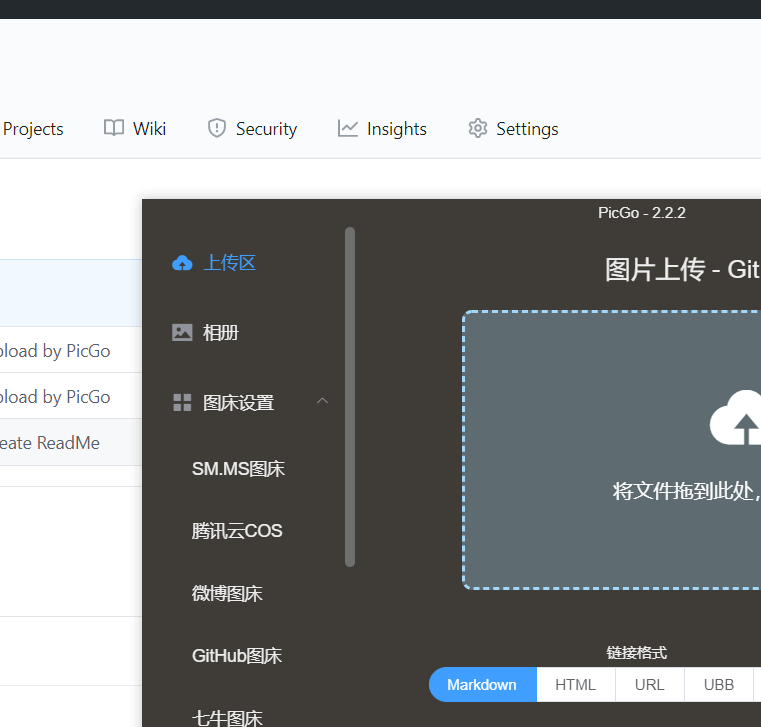 Projects
Wiki
Security
Insights
Settings
PicGo - 2.2.2
上传区
图片上传 - Git
相册
pload by PicGo
pload by PicGo
图床设置
eate ReadMe
SM.MS图床
将文件拖到此处,
腾讯云COS
微博图床
GitHub图床
链接格式
Markdown
HTML
URL
UBB
七牛图床